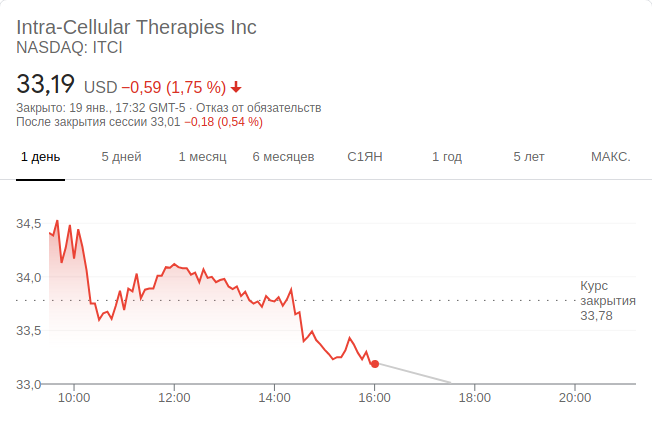 Intra-Cellular Therapies Inc
NASDAQ: ITCI
33,19 USD −0,59 (1,75 %)
Закрыто: 19 янв., 17:32 GMT-5 · Отказ от обязательств
После закрытия сессии 33,01 −0,18 (0,54 %)
1 день 5 дней 1 месяц 6 месяцев С1ЯН 1 год 5 лет МАКС.
34,5
34,0
Курс
закрытия
33,78
33,5
33,0
10:00 12:00 14:00 16:00 18:00 20:00